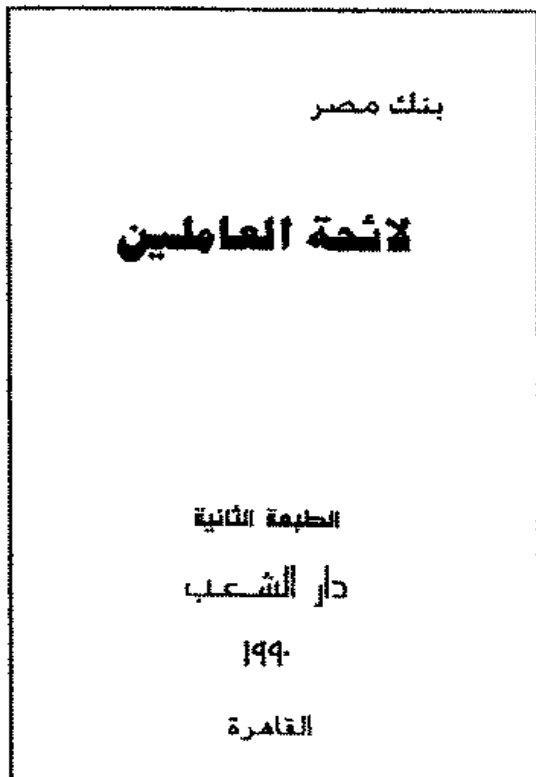 بنك مصر
لائحة العاملين
الطبعة الثانية
دار الشعب
١٩٩٠
القاهرة